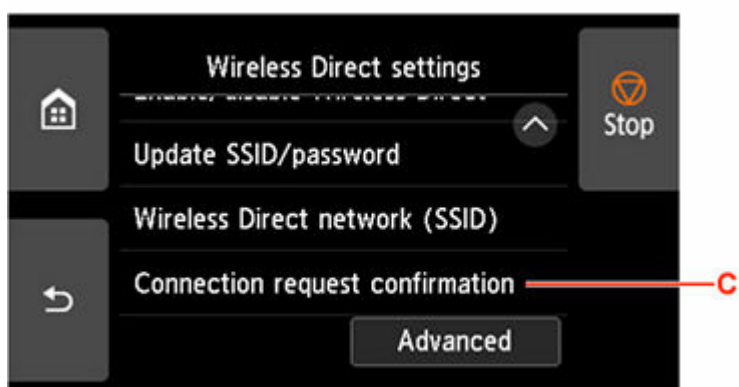 Wireless Direct settings
Stop
Update SSID/password
Wireless Direct network (SSID)
Connection request confirmation
C
Advanced